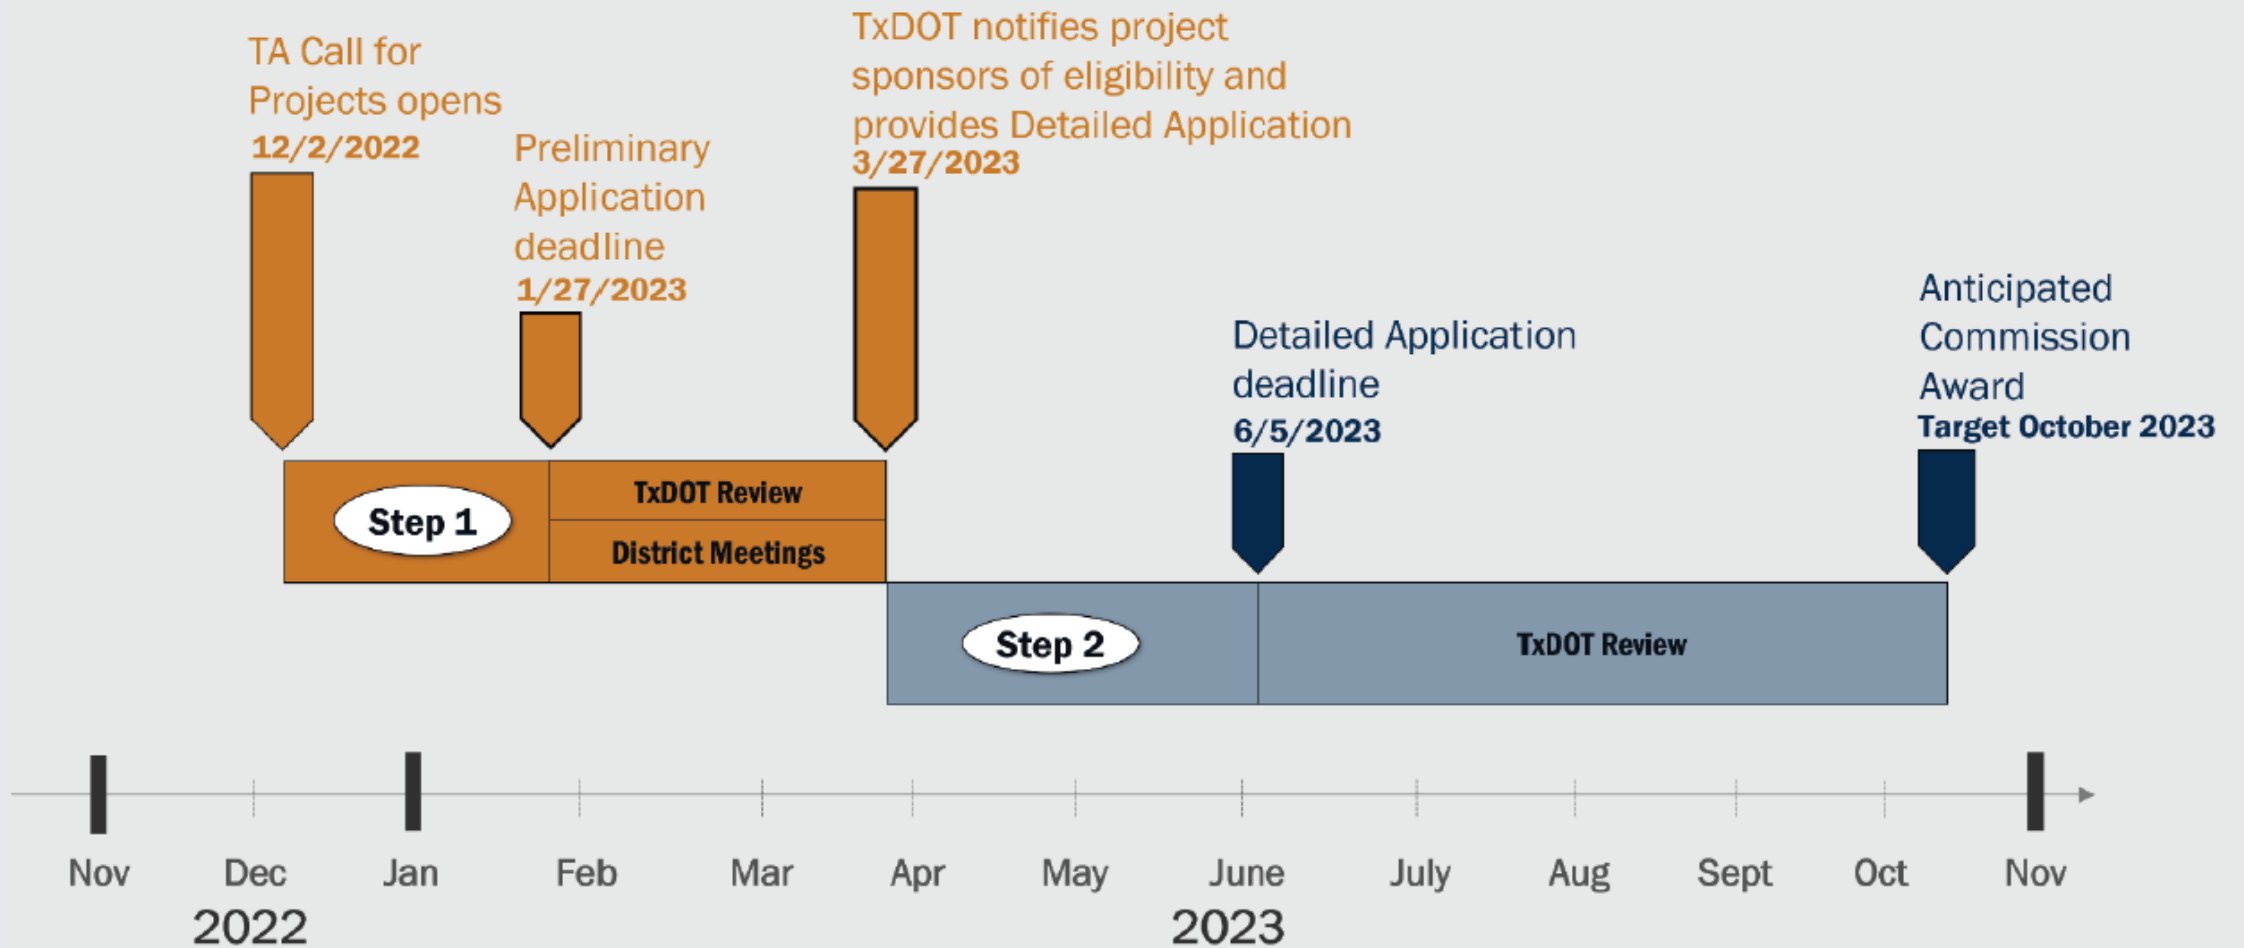 TA Call for
Projects opens
12/2/2022
Preliminary
Application
deadline
1/27/2023
TxDOT notifies project
sponsors of eligibility and
provides Detailed Application
3/27/2023
Detailed Application
deadline
6/5/2023
Anticipated
Commission
Award
Target October 2023
Step 1
TxDOT Review
District Meetings
Step 2
TxDOT Review
Nov Dec Jan Feb Mar Apr May June July Aug Sept Oct Nov
2022 2023